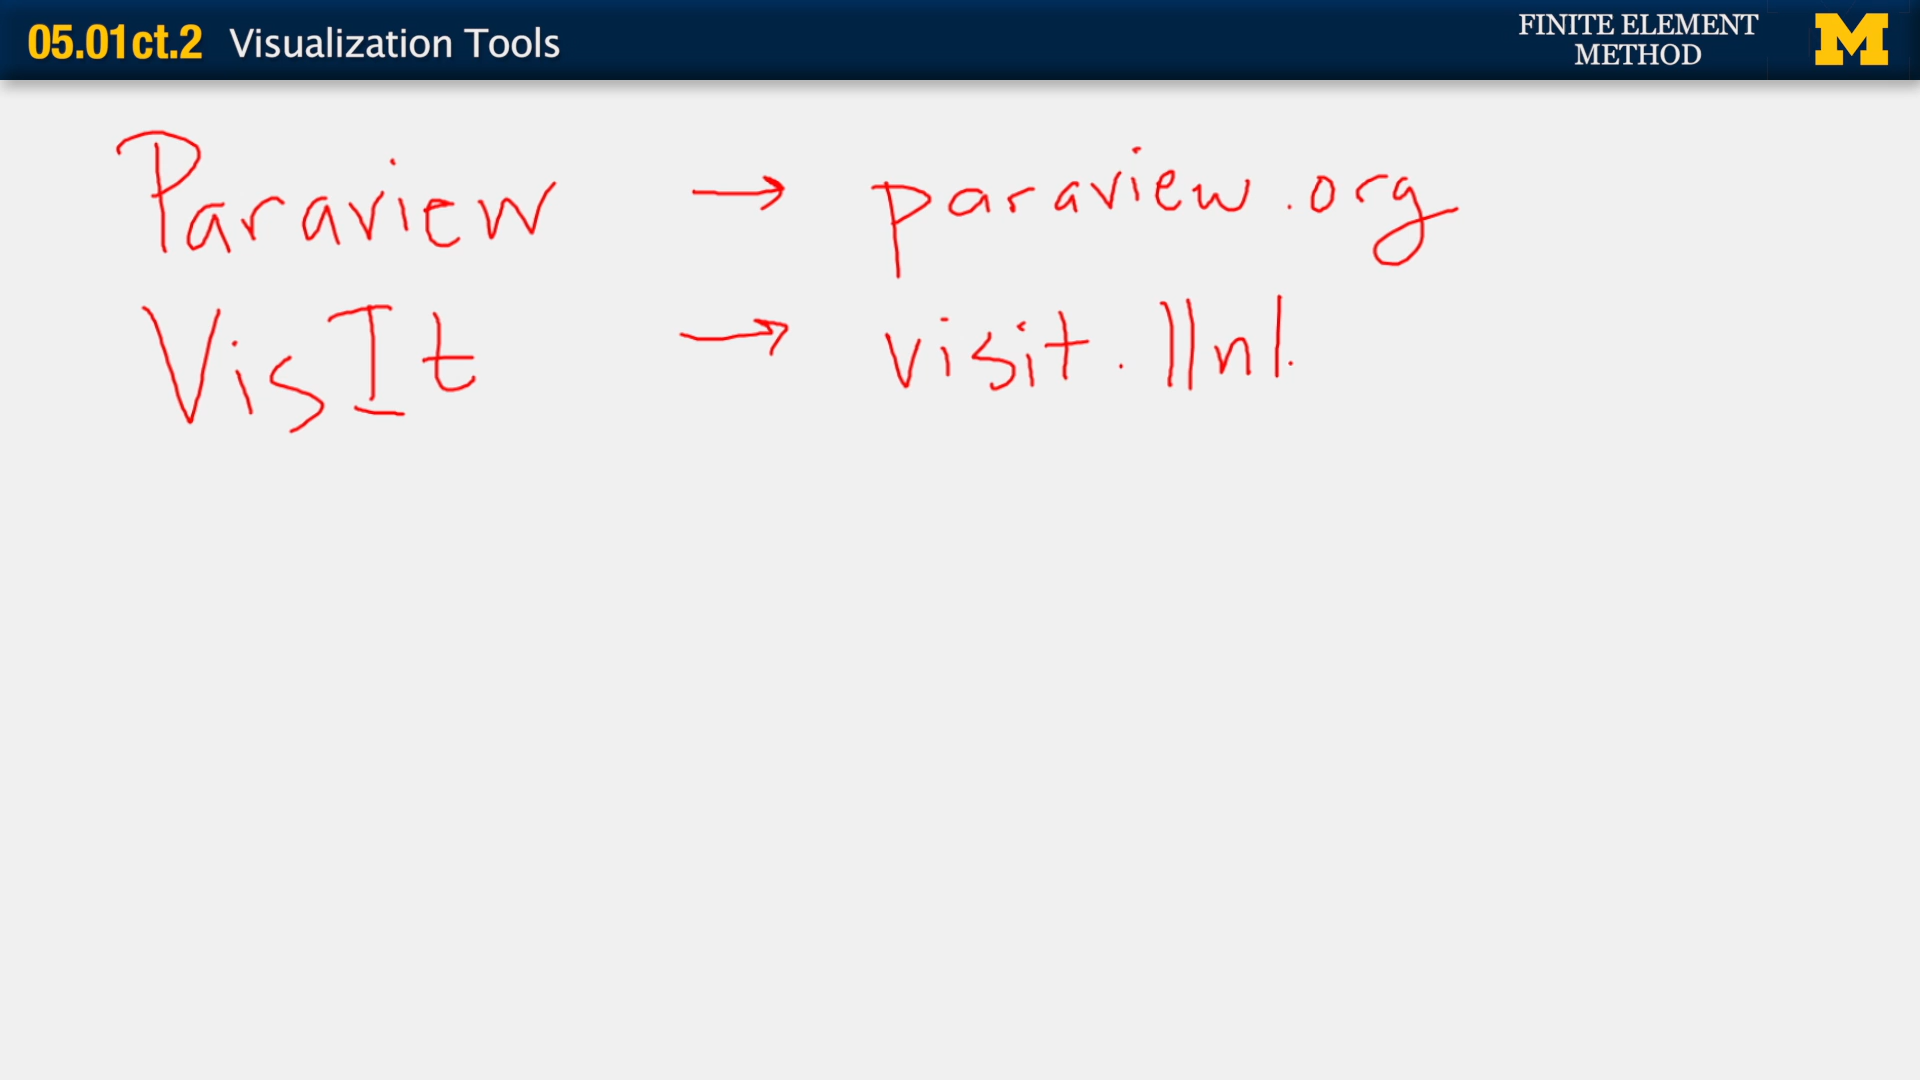 05.01ct.2 Visualization Tools
FINITE ELEMENT
METHOD
M
Paraview → paraview.org
VisIt → visit.llnl.